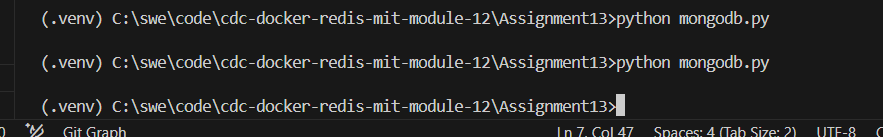 (.venv) C:\swe\code\cdc-docker-redis-mit-module-12\Assignment13>python mongodb.py
(.venv) C:\swe\code\cdc-docker-redis-mit-module-12\Assignment13>python mongodb.py
(.venv) C:\swe\code\cdc-docker-redis-mit-module-12\Assignment13>
0 Git Graph Ln 7, Col 47 Spaces: 4 (Tab Size: 2) UTF-8